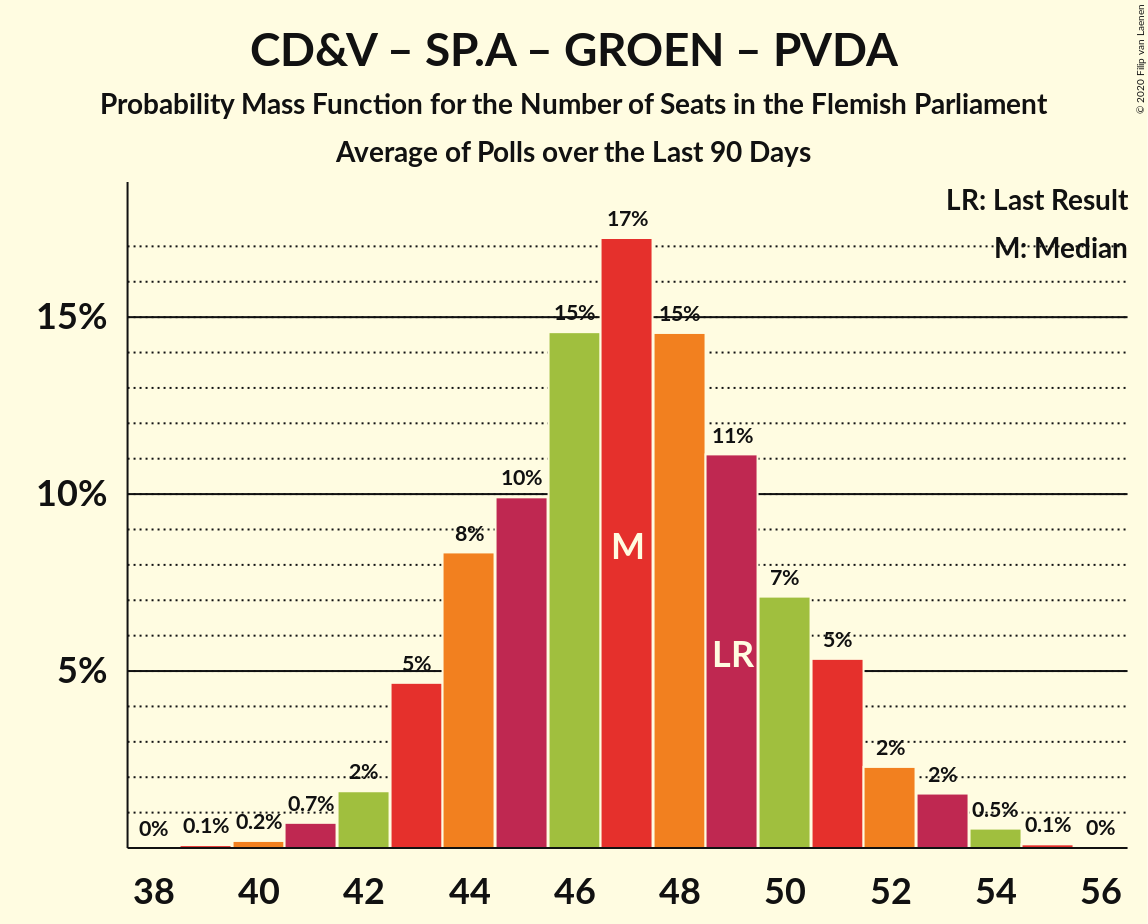 CD&V – SP.A – GROEN – PVDA
Probability Mass Function for the Number of Seats in the Flemish Parliament
Average of Polls over the Last 90 Days
© 2020 Filip van Laenen
LR: Last Result
M: Median
17%
15%
15%
15%
11%
10%
10%
8%
M
7%
LR
5%
5%
5%
2%
2%
2%
0.7%
0.5%
0.2%
0.1%
0.1%
0%
0%
38 40 42 44 46 48 50 52 54 56